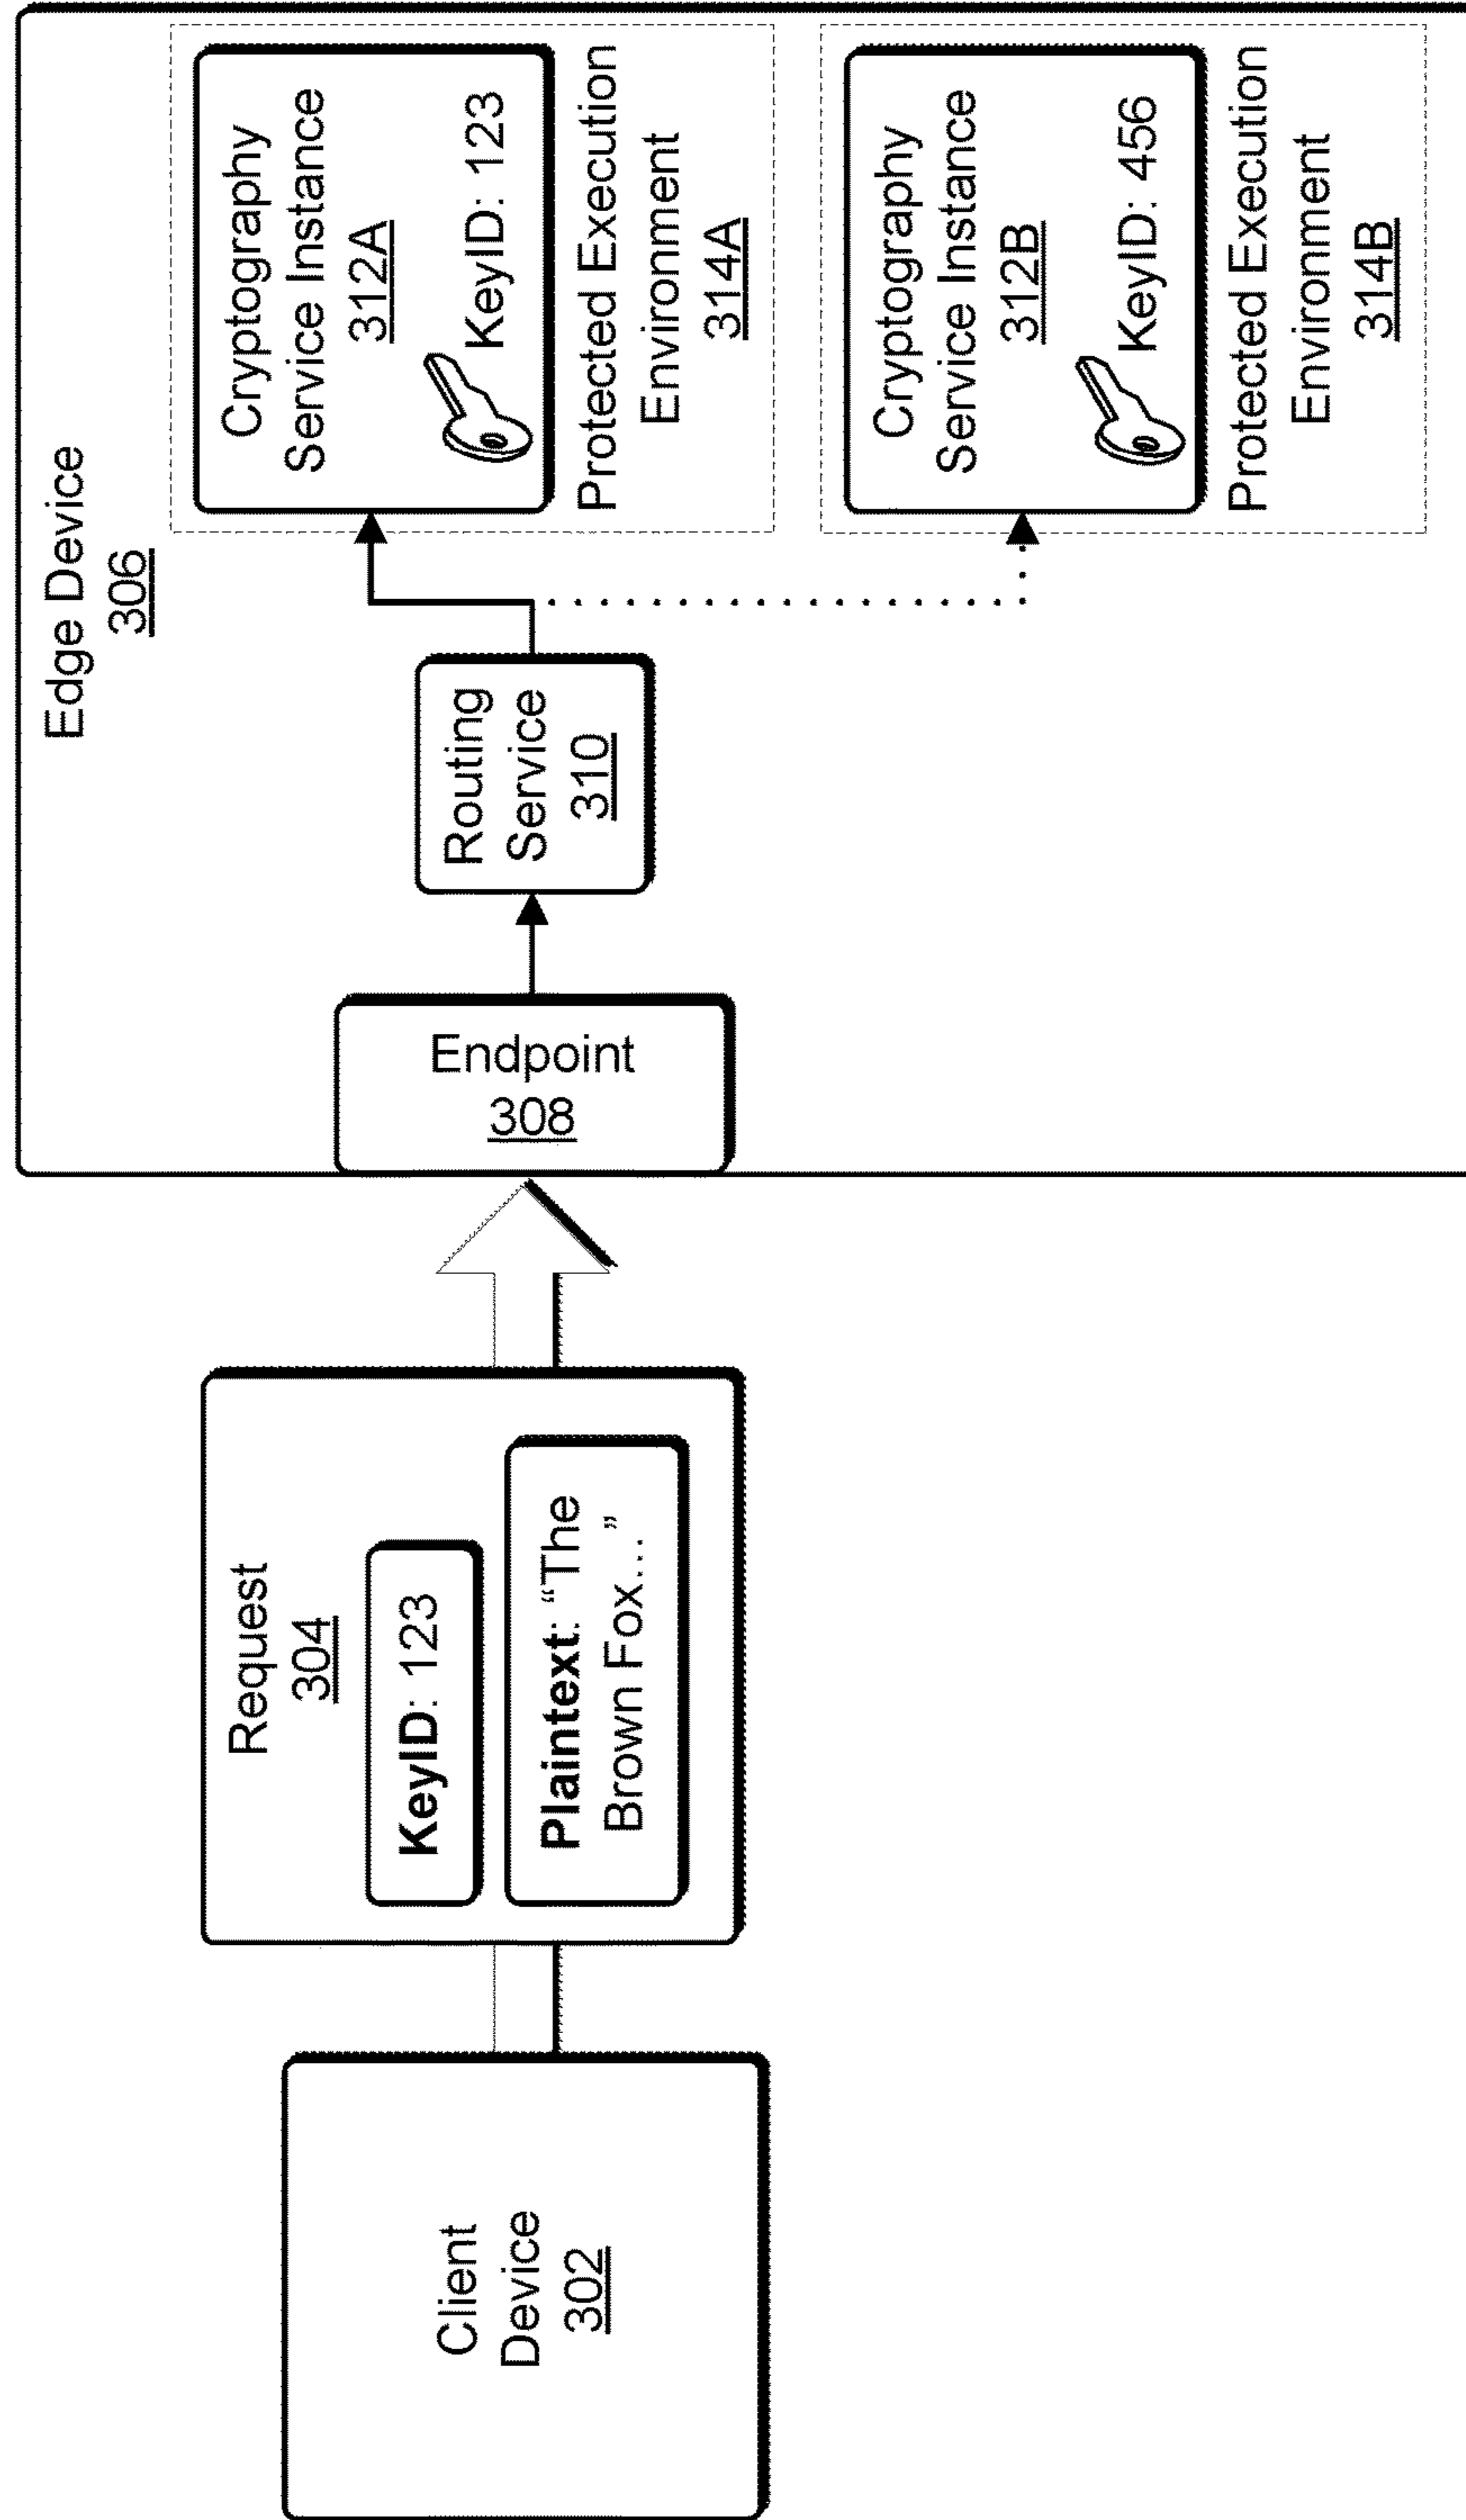 Client
Device
302
Request
304
KeyID: 123
Plaintext: “The
Brown Fox...”
Edge Device
306
Endpoint
308
Routing
Service
310
Cryptography
Service Instance
312A
KeyID: 123
Protected Execution
Environment
314A
Cryptography
Service Instance
312B
KeyID: 456
Protected Execution
Environment
314B